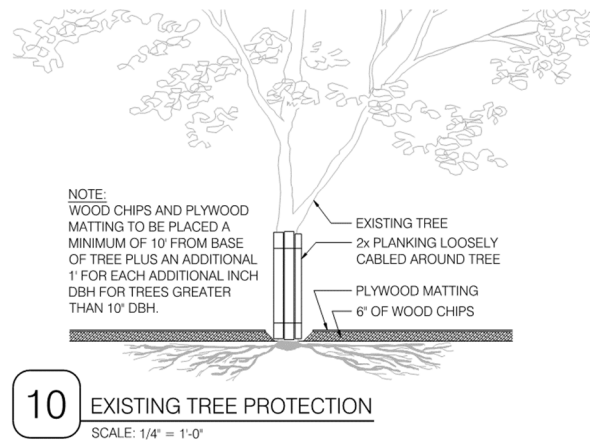 NOTE:
WOOD CHIPS AND PLYWOOD
MATTING TO BE PLACED A
MINIMUM OF 10' FROM BASE
OF TREE PLUS AN ADDITIONAL
1' FOR EACH ADDITIONAL INCH
DBH FOR TREES GREATER
THAN 10" DBH.
EXISTING TREE
2x PLANKING LOOSELY
CABLED AROUND TREE
PLYWOOD MATTING
6" OF WOOD CHIPS
10
EXISTING TREE PROTECTION
SCALE: 1/4" = 1'-0"